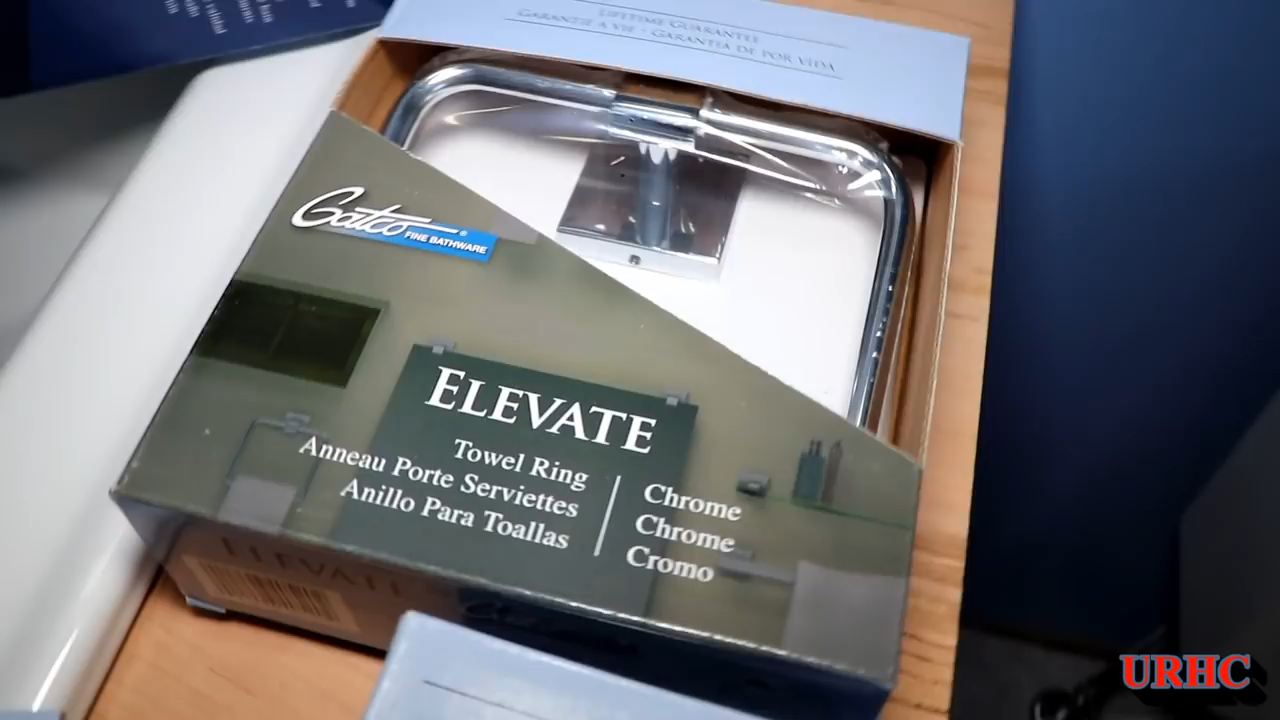 LIFETIME GUARANTEE
GARANTIE A VIE · GARANTIA DE POR VIDA
Gatco®
FINE BATHWARE
ELEVATE
Towel Ring
Anneau Porte Serviettes
Anillo Para Toallas
Chrome
Chrome
Cromo
ELEVATE
URHC